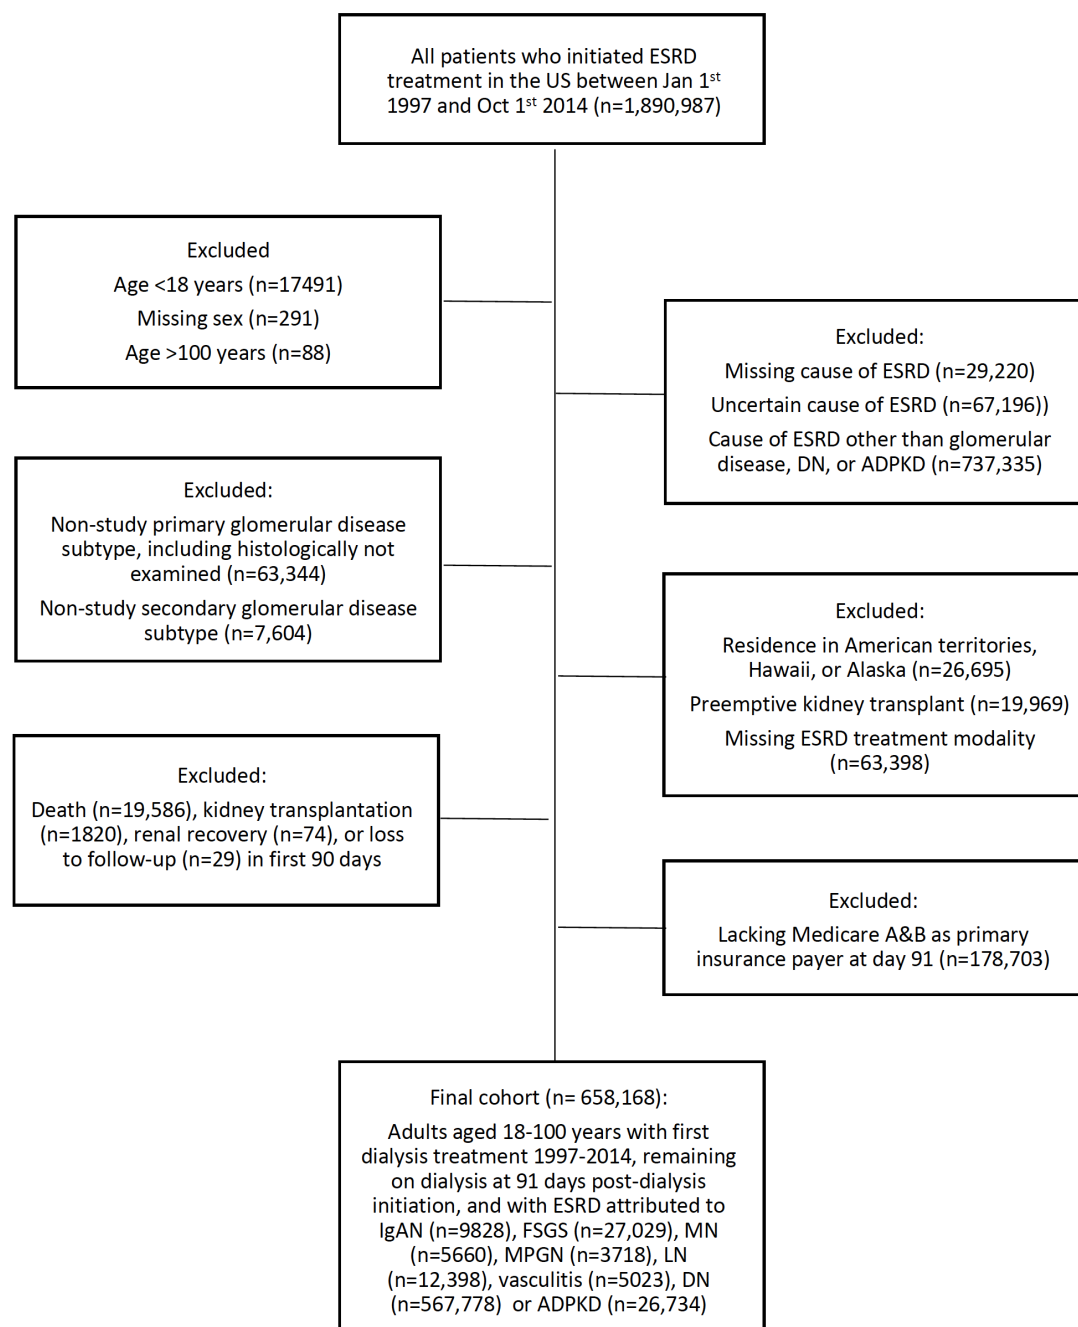 All patients who initiated ESRD
treatment in the US between Jan 1st
1997 and Oct 1st 2014 (n=1,890,987)
Excluded
Age <18 years (n=17491)
Missing sex (n=291)
Age >100 years (n=88)
Excluded:
Missing cause of ESRD (n=29,220)
Uncertain cause of ESRD (n=67,196))
Cause of ESRD other than glomerular
disease, DN, or ADPKD (n=737,335)
Excluded:
Non-study primary glomerular disease
subtype, including histologically not
examined (n=63,344)
Non-study secondary glomerular disease
subtype (n=7,604)
Excluded:
Residence in American territories,
Hawaii, or Alaska (n=26,695)
Preemptive kidney transplant (n=19,969)
Missing ESRD treatment modality
(n=63,398)
Excluded:
Death (n=19,586), kidney transplantation
(n=1820), renal recovery (n=74), or loss
to follow-up (n=29) in first 90 days
Excluded:
Lacking Medicare A&B as primary
insurance payer at day 91 (n=178,703)
Final cohort (n= 658,168):
Adults aged 18-100 years with first
dialysis treatment 1997-2014, remaining
on dialysis at 91 days post-dialysis
initiation, and with ESRD attributed to
IgAN (n=9828), FSGS (n=27,029), MN
(n=5660), MPGN (n=3718), LN
(n=12,398), vasculitis (n=5023), DN
(n=567,778) or ADPKD (n=26,734)